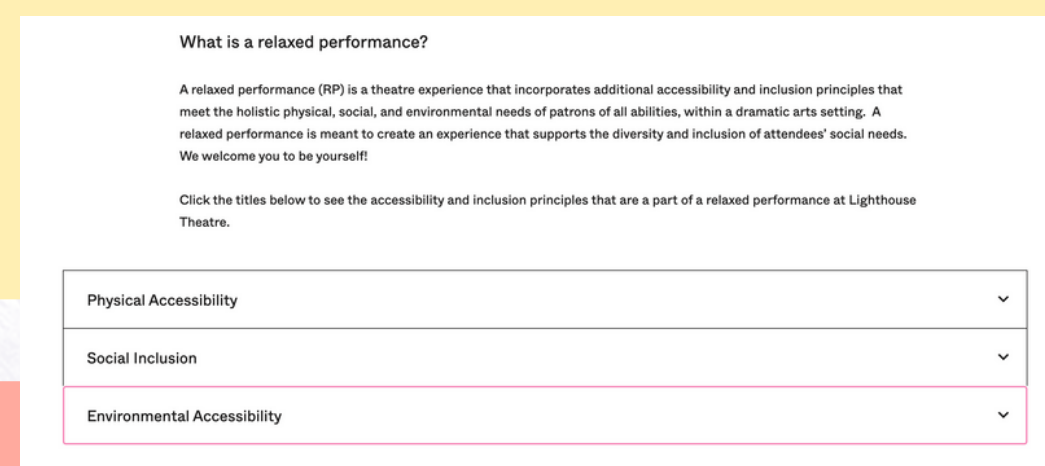 What is a relaxed performance?
A relaxed performance (RP) is a theatre experience that incorporates additional accessibility and inclusion principles that
meet the holistic physical, social, and environmental needs of patrons of all abilities, within a dramatic arts setting.  A
relaxed performance is meant to create an experience that supports the diversity and inclusion of attendees' social needs.
We welcome you to be yourself!
Click the titles below to see the accessibility and inclusion principles that are a part of a relaxed performance at Lighthouse
Theatre.
Physical Accessibility
Social Inclusion
Environmental Accessibility